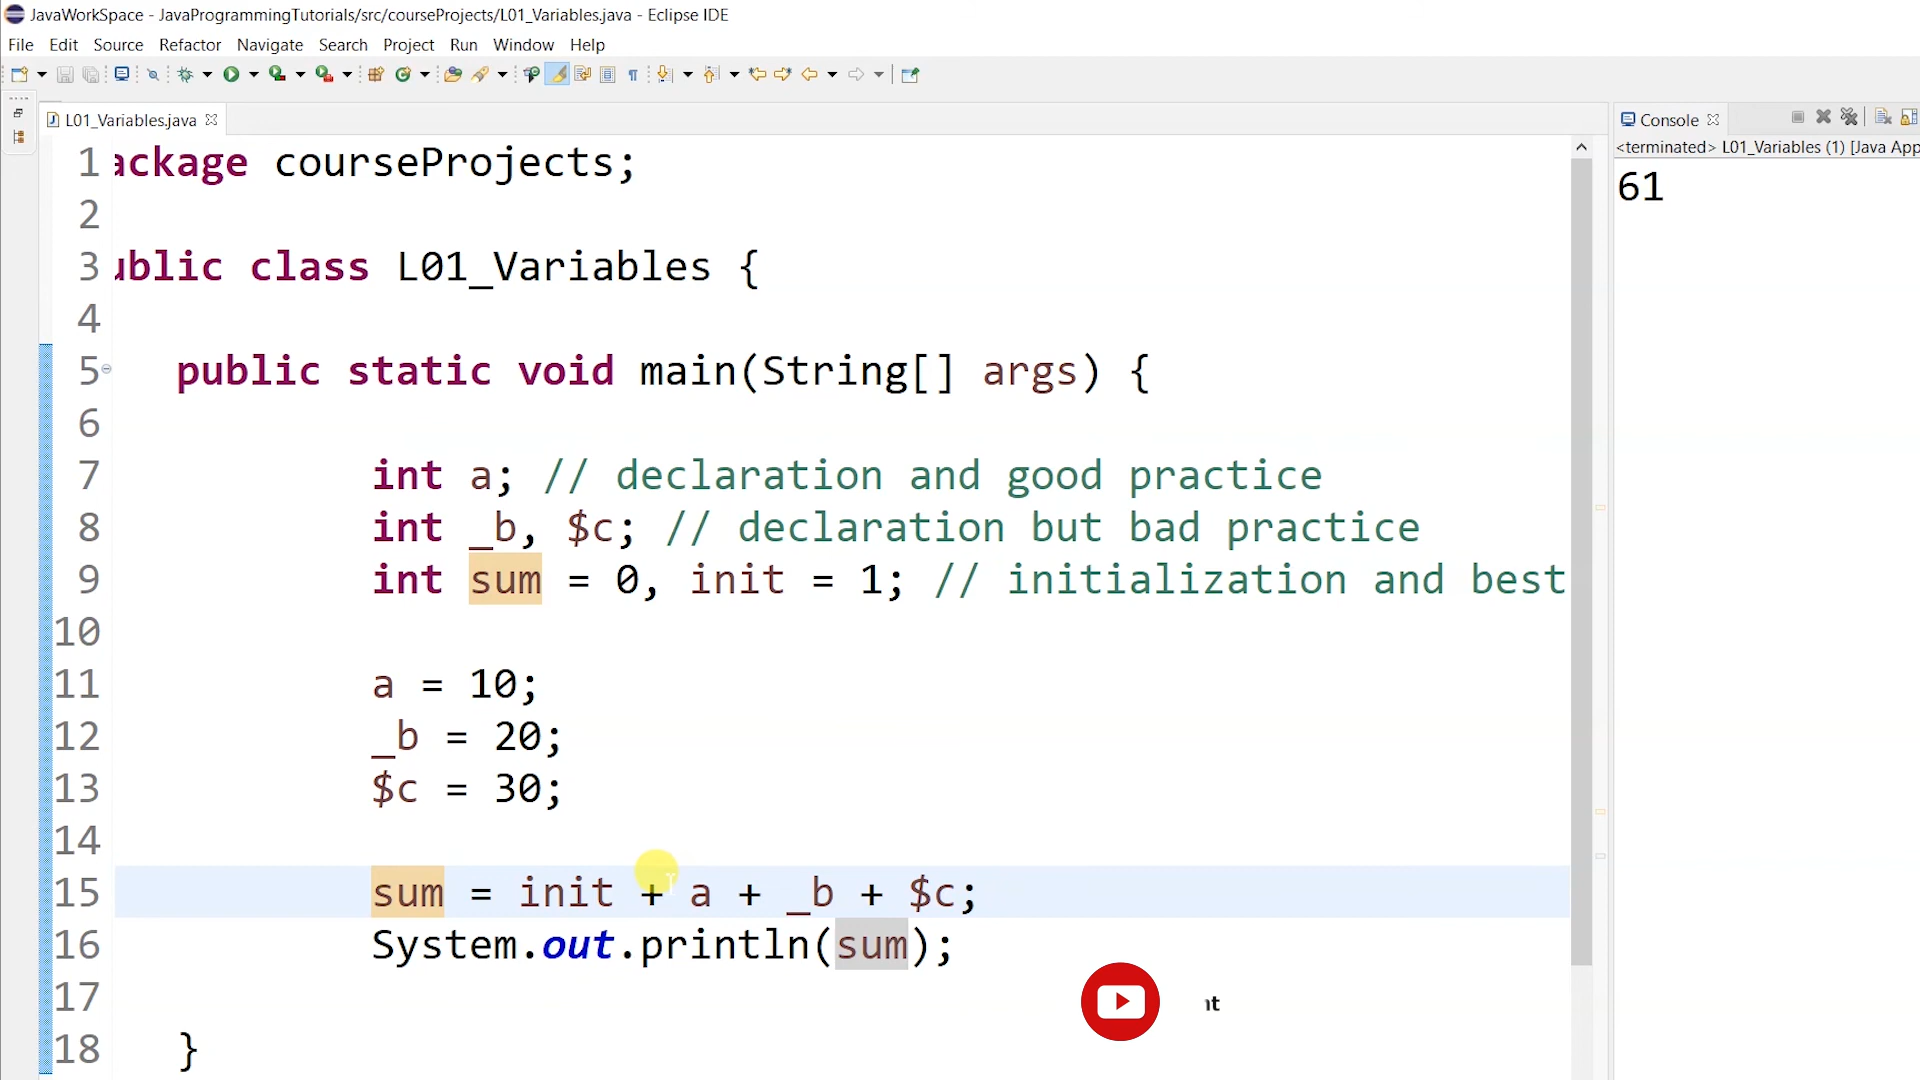 JavaWorkSpace - JavaProgrammingTutorials/src/courseProjects/L01_Variables.java - Eclipse IDE
File Edit Source Refactor Navigate Search Project Run Window Help
L01_Variables.java
1 ackage courseProjects;
2
3 ublic class L01_Variables {
4
5 public static void main(String[] args) {
6
7 int a; // declaration and good practice
8 int _b, $c; // declaration but bad practice
9 int sum = 0, init = 1; // initialization and best
10
11 a = 10;
12 _b = 20;
13 $c = 30;
14
15 sum = init + a + _b + $c;
16 System.out.println(sum);
17
18 }
Console
<terminated> L01_Variables (1) [Java App
61